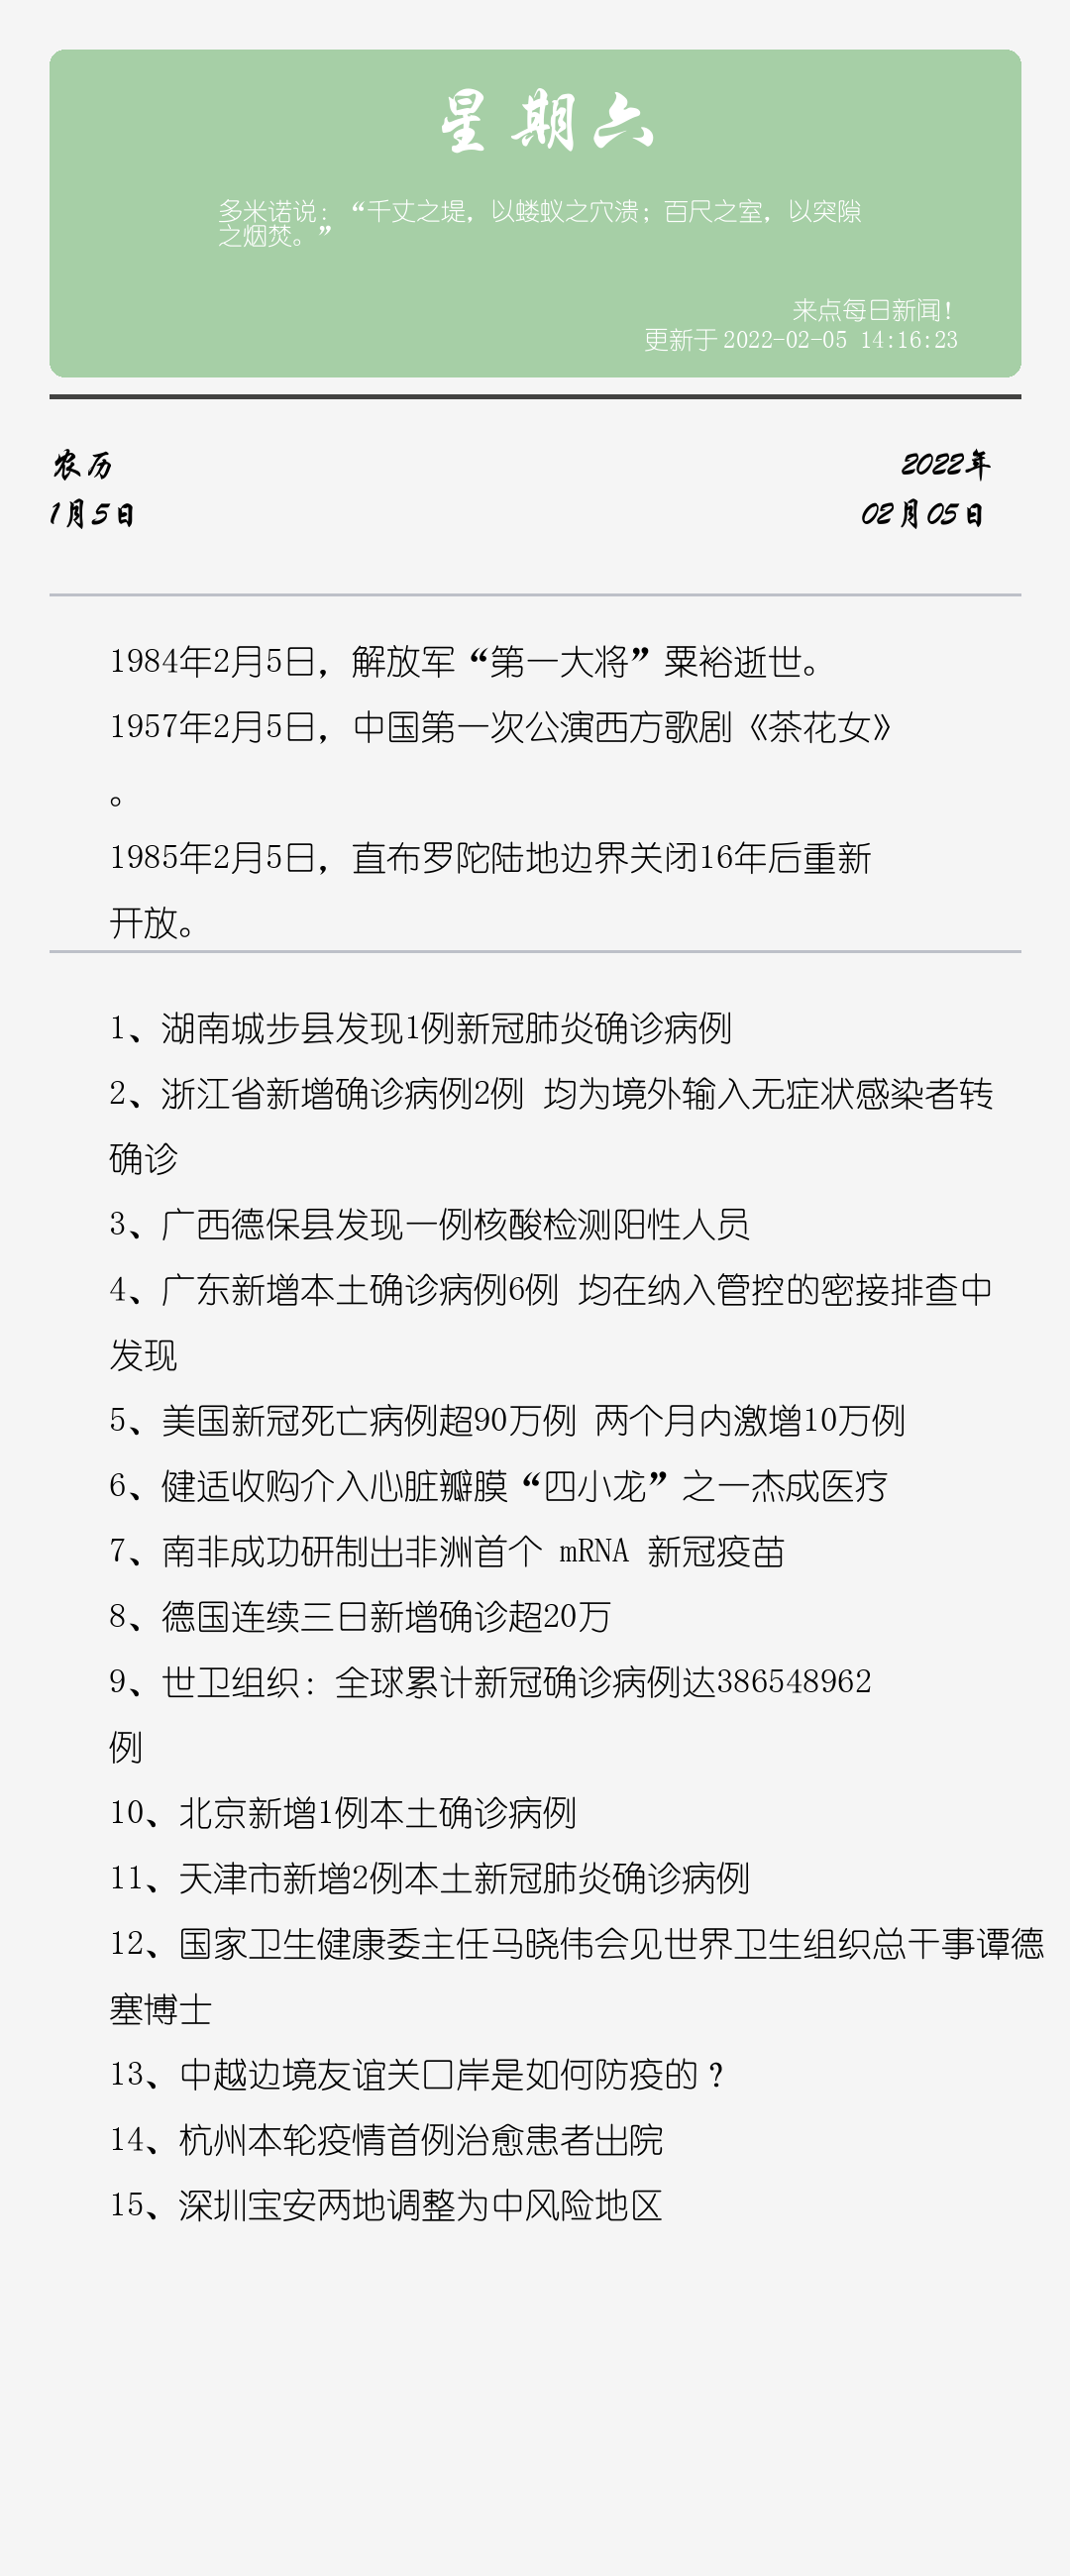 星期六
多米诺说：“千丈之堤，以蝼蚁之穴溃；百尺之室，以突隙
之烟焚。”
来点每日新闻！
更新于 2022-02-05 14:16:23
农历
2022年
1月5日
02月05日
1984年2月5日，解放军“第一大将”粟裕逝世。
1957年2月5日，中国第一次公演西方歌剧《茶花女》
。
1985年2月5日，直布罗陀陆地边界关闭16年后重新
开放。
1、湖南城步县发现1例新冠肺炎确诊病例
2、浙江省新增确诊病例2例 均为境外输入无症状感染者转
确诊
3、广西德保县发现一例核酸检测阳性人员
4、广东新增本土确诊病例6例 均在纳入管控的密接排查中
发现
5、美国新冠死亡病例超90万例 两个月内激增10万例
6、健适收购介入心脏瓣膜“四小龙”之一杰成医疗
7、南非成功研制出非洲首个 mRNA 新冠疫苗
8、德国连续三日新增确诊超20万
9、世卫组织：全球累计新冠确诊病例达386548962
例
10、北京新增1例本土确诊病例
11、天津市新增2例本土新冠肺炎确诊病例
12、国家卫生健康委主任马晓伟会见世界卫生组织总干事谭德
塞博士
13、中越边境友谊关口岸是如何防疫的？
14、杭州本轮疫情首例治愈患者出院
15、深圳宝安两地调整为中风险地区